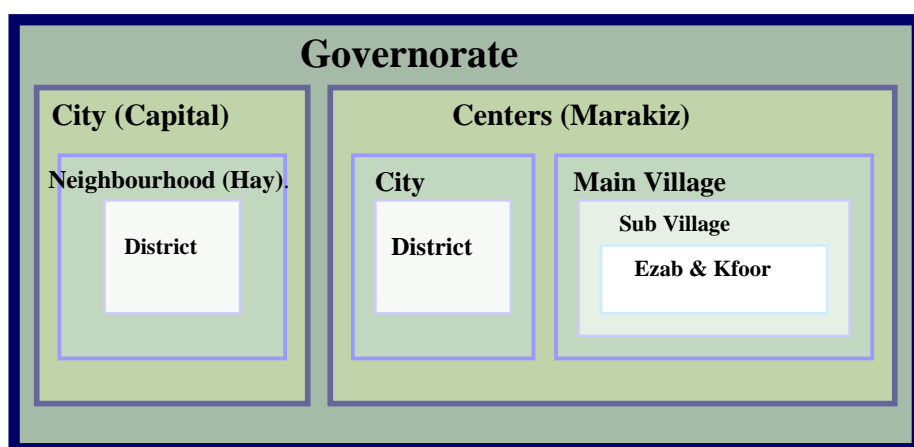 Governorate
City (Capital)
Centers (Marakiz)
Neighbourhood (Hay).
District
City
District
Main Village
Sub Village
Ezab & Kfoor